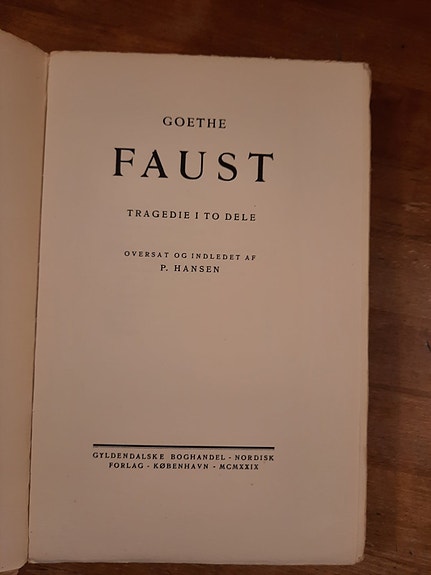 GOETHE
FAUST
TRAGEDIE I TO DELE
OVERSAT OG INDLEDET AF
P. HANSEN
GYLDENDALSKE BOGHANDEL - NORDISK
FORLAG - KØBENHAVN - MCMXXIX